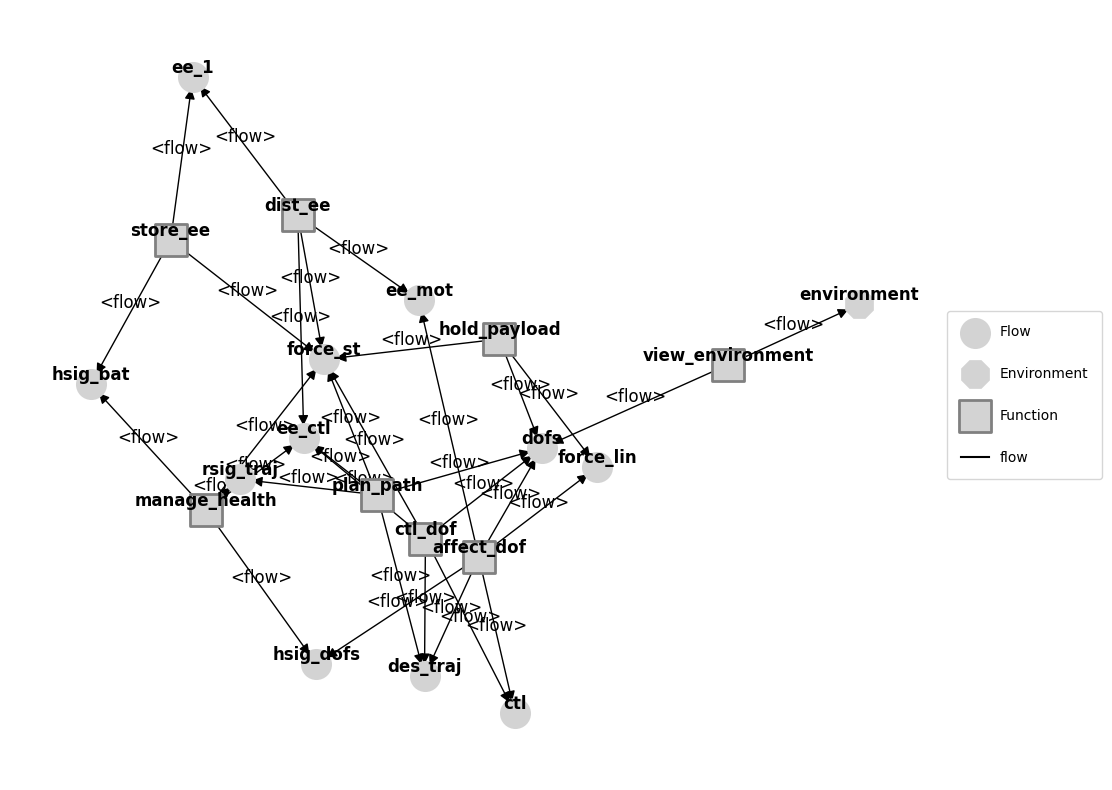 ee_1
<flow>
<flow>
dist_ee
store_ee
<flow>
<flow>
<flow>
ee_mot
environment
<flow>
<flow>
<flow>
hold_payload
<flow>
force_st
view_environment
hsig_bat
<flow>
<flow>
<flow>
<flow>
<flow>
<flow>
ee_ctl
<flow>
<flow>
dofs
<flow>
force_lin
<flow>
<flow>
rsig_traj
<flow>
<flow>
<flow>
<flo
plan_path
manage_health
<flow>
<flow>
<flow>
ctl_dof
affect_dof
<flow>
<flow>
<flow>
<flow>
<flow>
<flow>
<flow>
hsig_dofs
des_traj
ctl
Flow
Environment
Function
flow